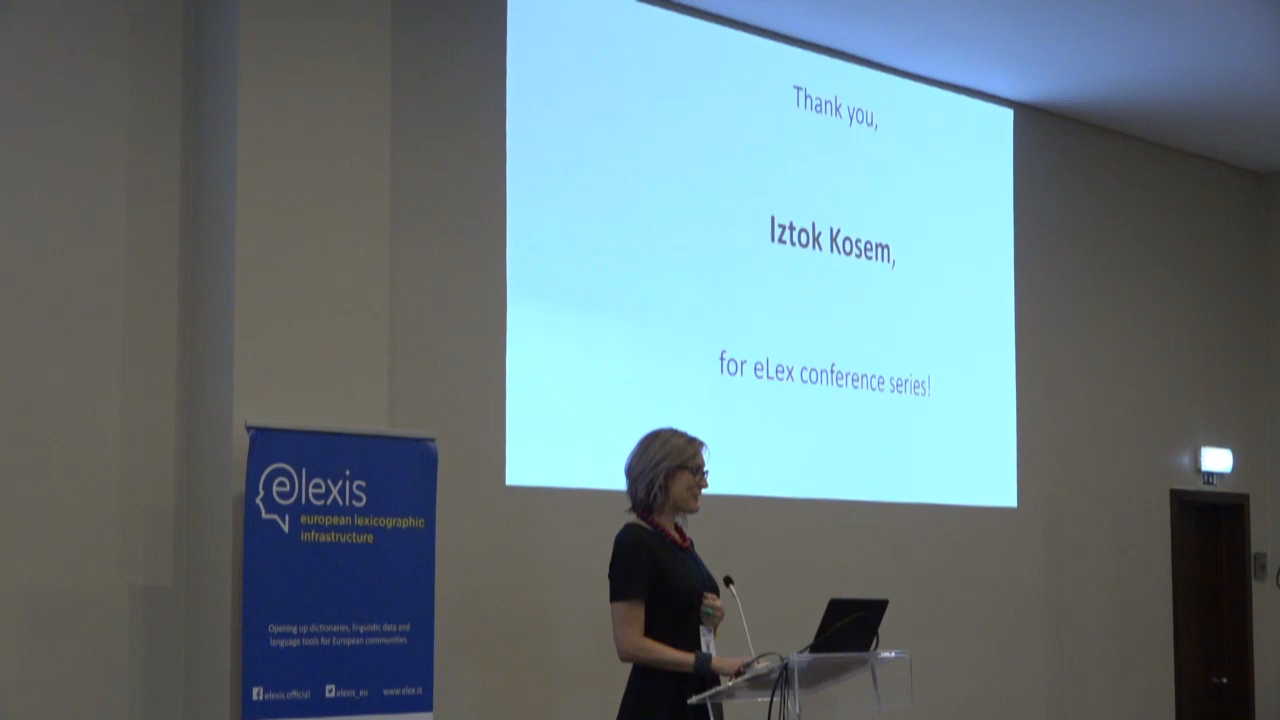 Thank you,
Iztok Kosem,
for eLex conference series!
elexis
european lexicographic
infrastructure
Opening up dictionaries, linguistic data and
language tools for European communities.
elexis.official
elexis_eu
www.elex.is